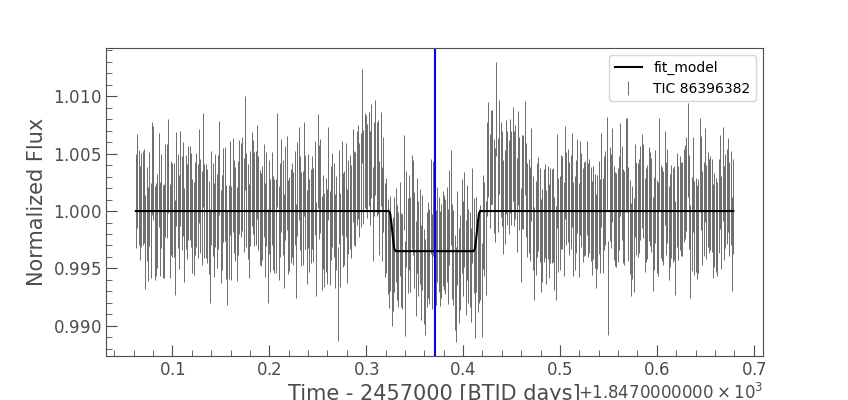 fit_model
TIC 86396382
1.010
1.005
1.000
0.995
0.990
Normalized Flux
0.1 0.2 0.3 0.4 0.5 0.6 0.7
Time - 2457000 [BTJD days]
+1.8470000000 × 10³